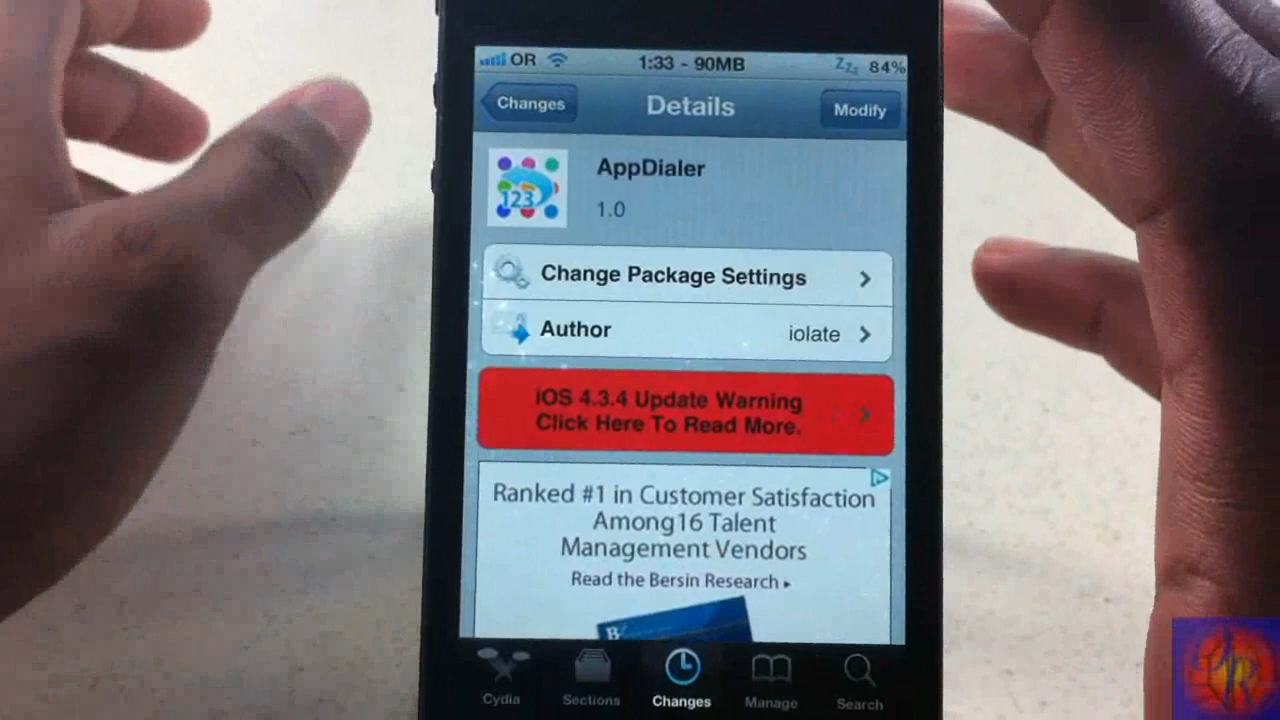 OR 1:33 - 90MB Zzz 84%
Changes Details Modify
AppDialer
123
1.0
Change Package Settings
Author iolate
iOS 4.3.4 Update Warning
Click Here To Read More.
Ranked #1 in Customer Satisfaction
Among16 Talent
Management Vendors
Read the Bersin Research
Cydia Sections Changes Manage Search